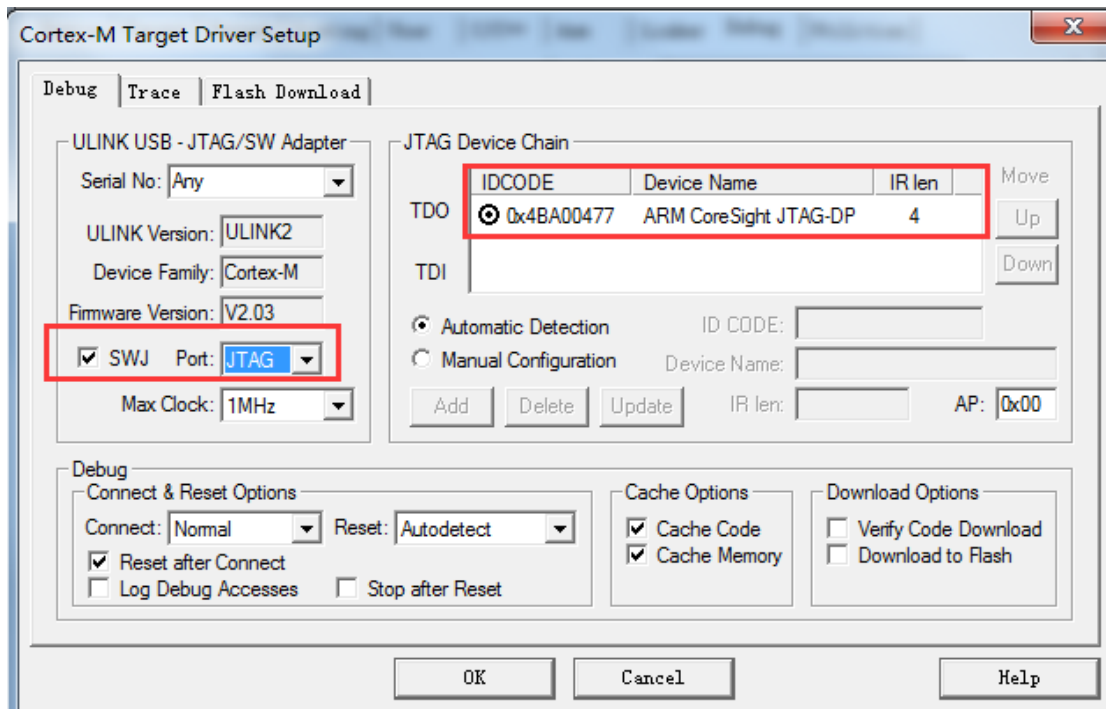 Cortex-M Target Driver Setup
Debug Trace Flash Download
ULINK USB - JTAG/SW Adapter
Serial No: Any
ULINK Version: ULINK2
Device Family: Cortex-M
Firmware Version: V2.03
SWJ Port: JTAG
Max Clock: 1MHz
JTAG Device Chain
IDCODE Device Name IR len Move
TDO 0x4BA00477 ARM CoreSight JTAG-DP 4 Up
TDI Down
Automatic Detection ID CODE:
Manual Configuration Device Name:
Add Delete Update IR len: AP: 0x00
Debug
Connect & Reset Options
Connect: Normal Reset: Autodetect
Reset after Connect
Log Debug Accesses Stop after Reset
Cache Options
Cache Code
Cache Memory
Download Options
Verify Code Download
Download to Flash
OK Cancel Help